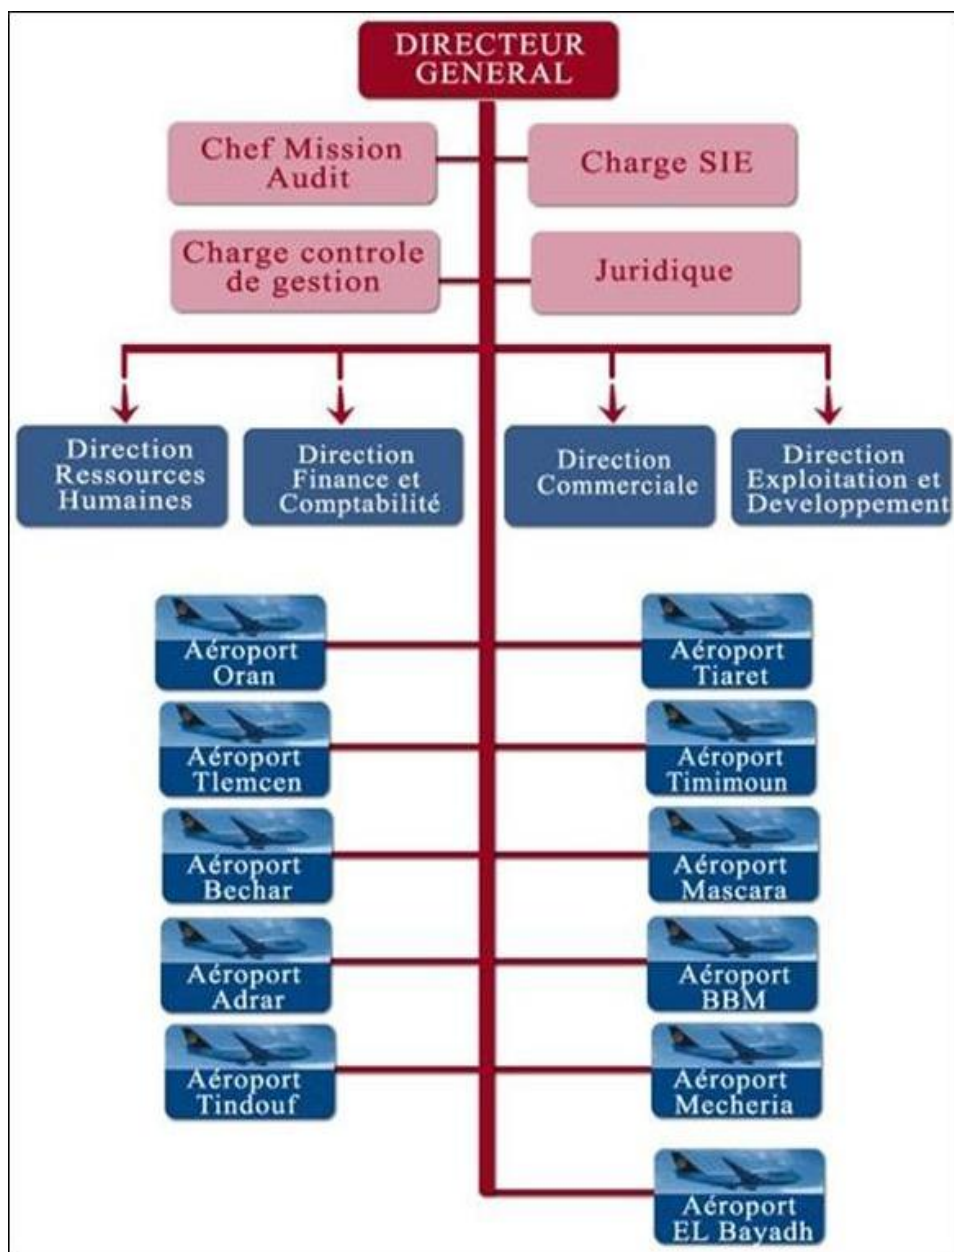 DIRECTEUR
GENERAL
Chef Mission
Audit
Charge SIE
Charge controle
de gestion
Juridique
Direction
Ressources
Humaines
Direction
Finance et
Comptabilité
Direction
Commerciale
Direction
Exploitation et
Developpement
Aéroport
Oran
Aéroport
Tiaret
Aéroport
Tlemcen
Aéroport
Timimoun
Aéroport
Bechar
Aéroport
Mascara
Aéroport
Adrar
Aéroport
BBM
Aéroport
Tindouf
Aéroport
Mecheria
Aéroport
EL Bayadh